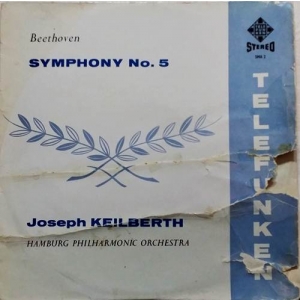 Beethoven
SYMPHONY No. 5
Joseph KEILBERTH
HAMBURG PHILHARMONIC ORCHESTRA
STEREO
TELEFUNKEN